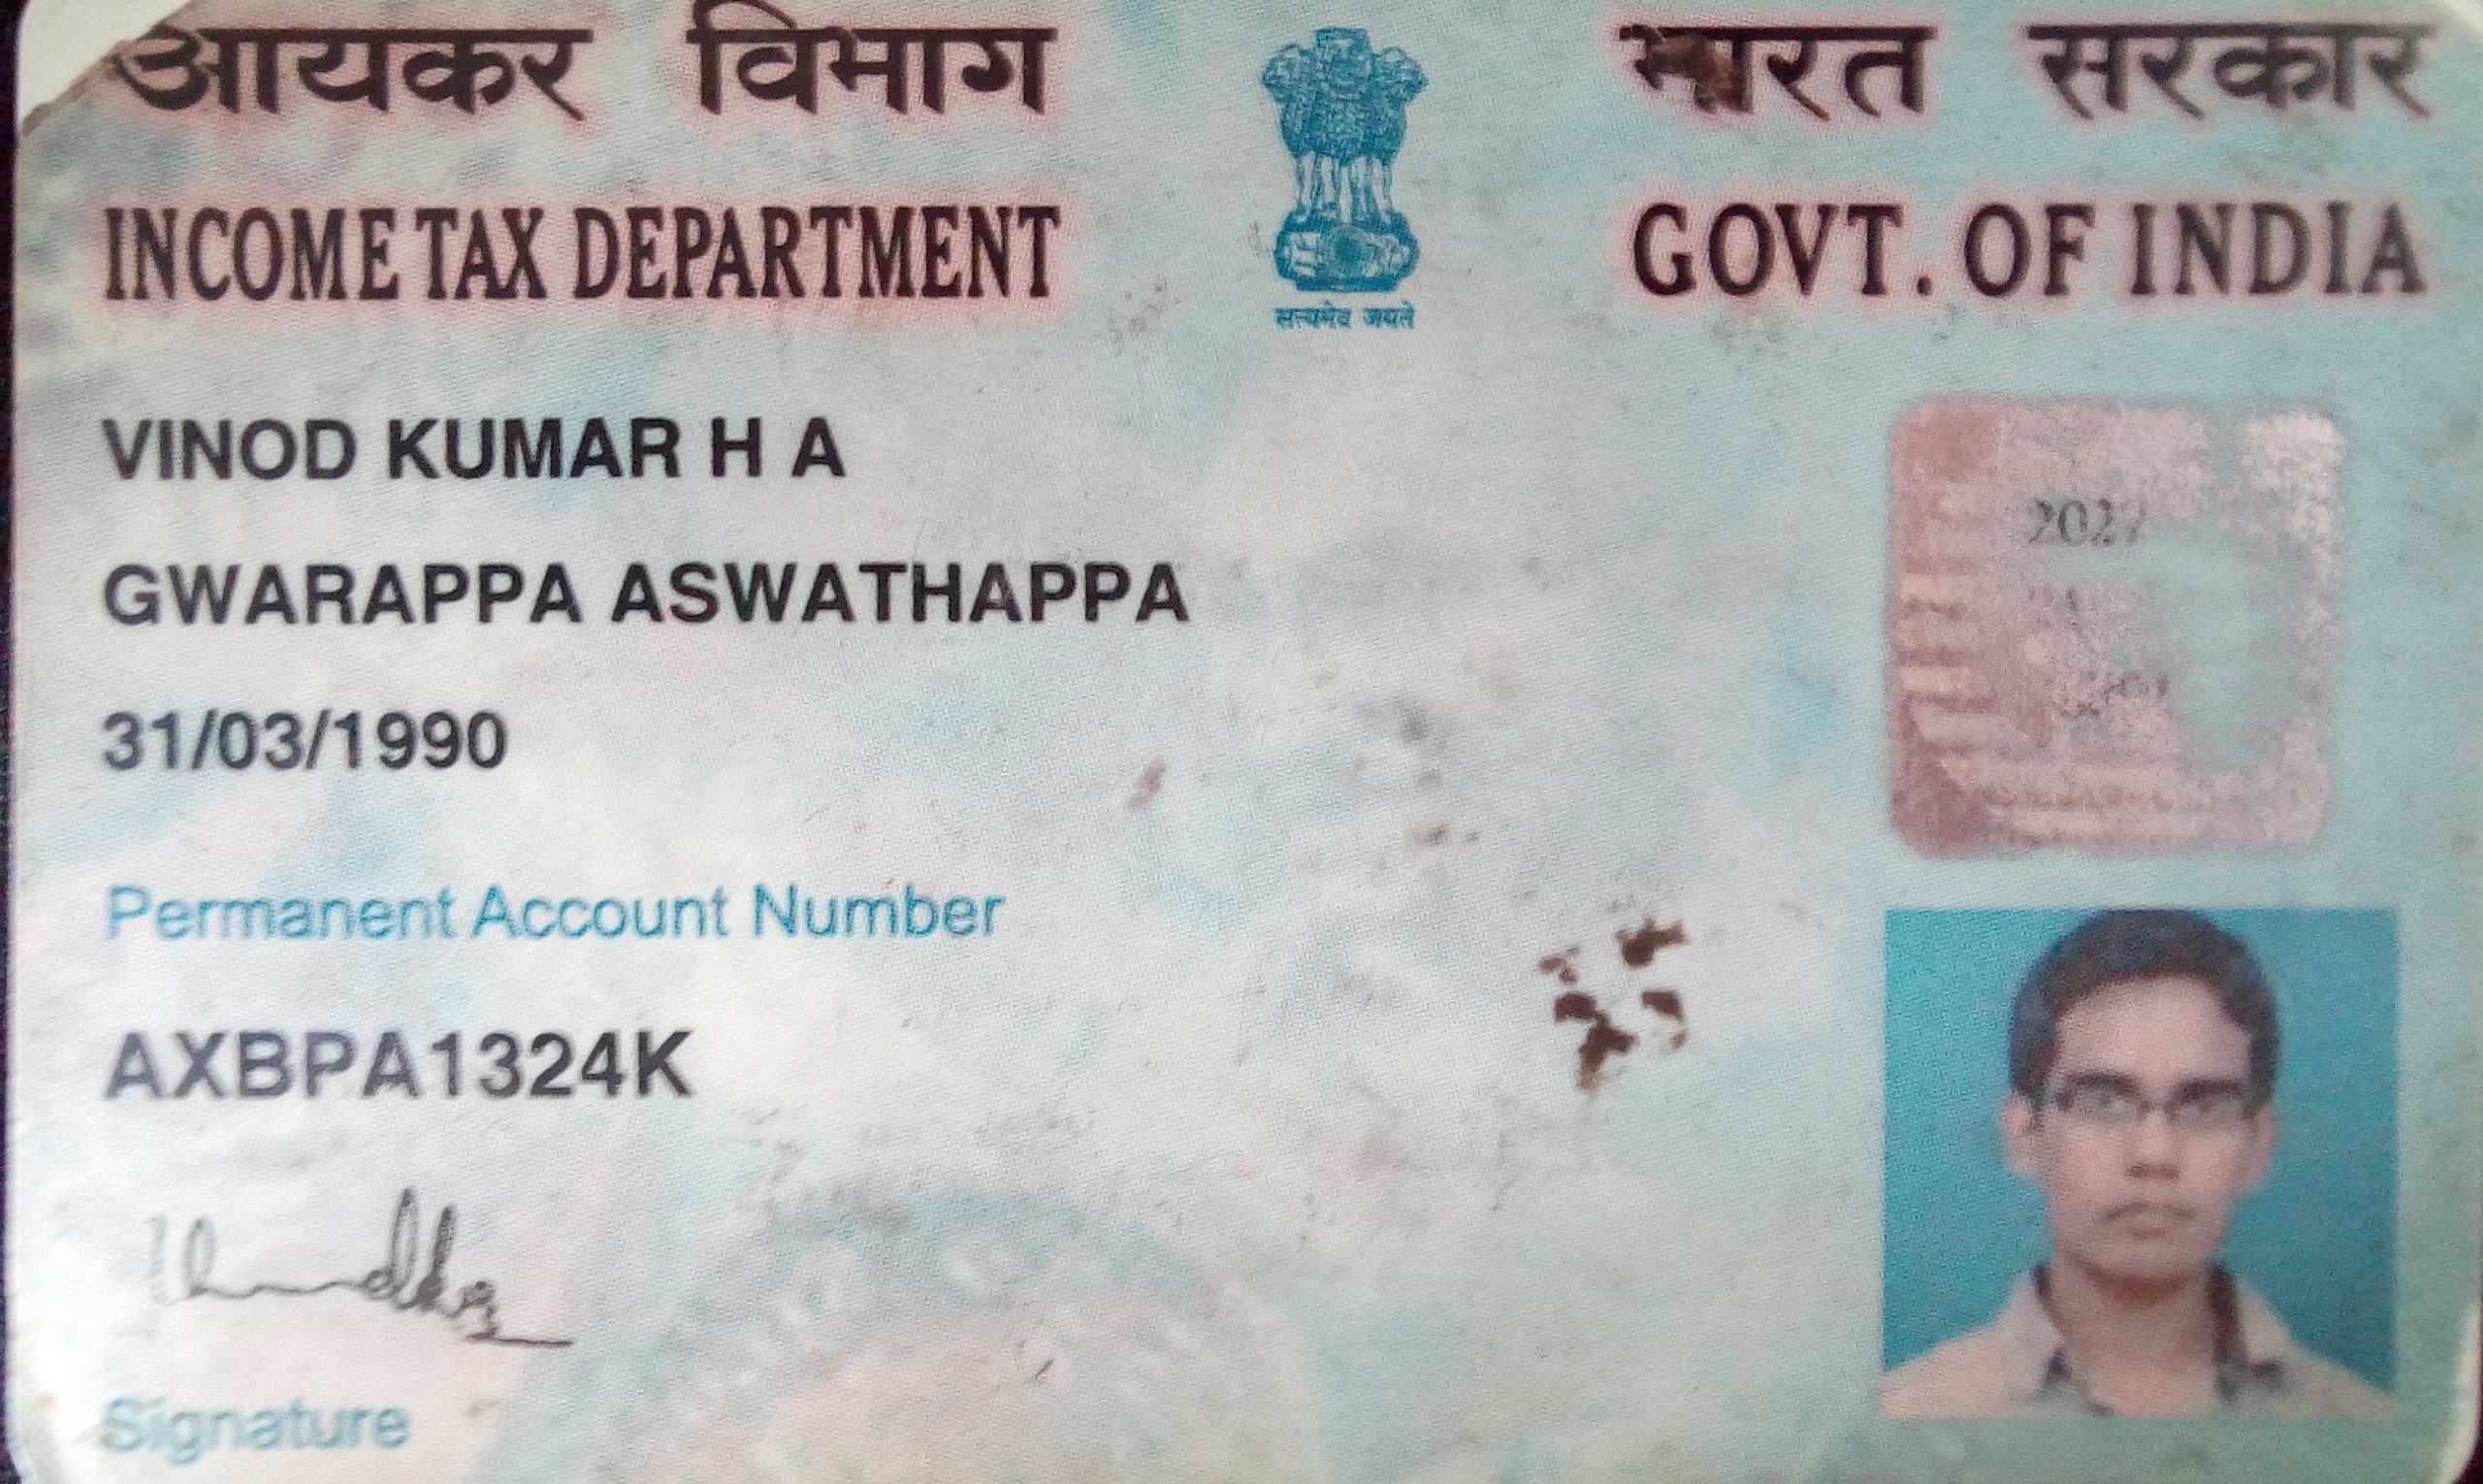 आयकर विभाग
भारत सरकार
INCOME TAX DEPARTMENT
GOVT. OF INDIA
सत्यमेव जयते
VINOD KUMAR H A
GWARAPPA ASWATHAPPA
31/03/1990
Permanent Account Number
AXBPA1324K
Signature